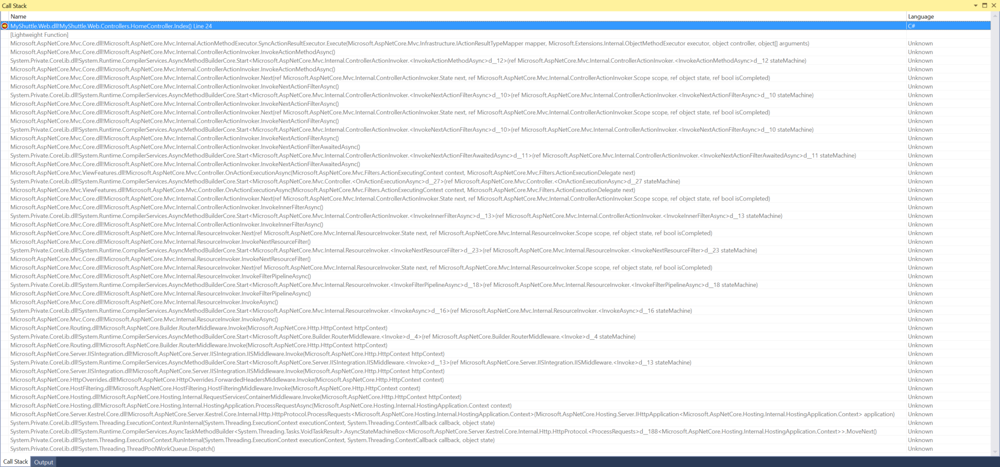 Call Stack
Name Language
MyShuttle.Web.dll!MyShuttle.Web.Controllers.HomeController.Index() Line 24 C#
[Lightweight Function]
Microsoft.AspNetCore.Mvc.Core.dll!Microsoft.AspNetCore.Mvc.Internal.ActionMethodExecutor.SyncActionResultExecutor.Execute(Microsoft.AspNetCore.Mvc.Infrastructure.IActionResultTypeMapper mapper, Microsoft.Extensions.Internal.ObjectMethodExecutor executor, object controller, object[] arguments) Unknown
Microsoft.AspNetCore.Mvc.Core.dll!Microsoft.AspNetCore.Mvc.Internal.ControllerActionInvoker.InvokeActionMethodAsync() Unknown
System.Private.CoreLib.dll!System.Runtime.CompilerServices.AsyncMethodBuilderCore.Start<Microsoft.AspNetCore.Mvc.Internal.ControllerActionInvoker.<InvokeActionMethodAsync>d__12>(ref Microsoft.AspNetCore.Mvc.Internal.ControllerActionInvoker.<InvokeActionMethodAsync>d__12 stateMachine) Unknown
Microsoft.AspNetCore.Mvc.Core.dll!Microsoft.AspNetCore.Mvc.Internal.ControllerActionInvoker.InvokeActionMethodAsync() Unknown
Microsoft.AspNetCore.Mvc.Core.dll!Microsoft.AspNetCore.Mvc.Internal.ControllerActionInvoker.Next(ref Microsoft.AspNetCore.Mvc.Internal.ControllerActionInvoker.State next, ref Microsoft.AspNetCore.Mvc.Internal.ControllerActionInvoker.Scope scope, ref object state, ref bool isCompleted) Unknown
Microsoft.AspNetCore.Mvc.Core.dll!Microsoft.AspNetCore.Mvc.Internal.ControllerActionInvoker.InvokeNextActionFilterAsync() Unknown
System.Private.CoreLib.dll!System.Runtime.CompilerServices.AsyncMethodBuilderCore.Start<Microsoft.AspNetCore.Mvc.Internal.ControllerActionInvoker.<InvokeNextActionFilterAsync>d__10>(ref Microsoft.AspNetCore.Mvc.Internal.ControllerActionInvoker.<InvokeNextActionFilterAsync>d__10 stateMachine) Unknown
Microsoft.AspNetCore.Mvc.Core.dll!Microsoft.AspNetCore.Mvc.Internal.ControllerActionInvoker.InvokeNextActionFilterAsync() Unknown
Microsoft.AspNetCore.Mvc.Core.dll!Microsoft.AspNetCore.Mvc.Internal.ControllerActionInvoker.Next(ref Microsoft.AspNetCore.Mvc.Internal.ControllerActionInvoker.State next, ref Microsoft.AspNetCore.Mvc.Internal.ControllerActionInvoker.Scope scope, ref object state, ref bool isCompleted) Unknown
Microsoft.AspNetCore.Mvc.Core.dll!Microsoft.AspNetCore.Mvc.Internal.ControllerActionInvoker.InvokeNextActionFilterAsync() Unknown
System.Private.CoreLib.dll!System.Runtime.CompilerServices.AsyncMethodBuilderCore.Start<Microsoft.AspNetCore.Mvc.Internal.ControllerActionInvoker.<InvokeNextActionFilterAsync>d__10>(ref Microsoft.AspNetCore.Mvc.Internal.ControllerActionInvoker.<InvokeNextActionFilterAsync>d__10 stateMachine) Unknown
Microsoft.AspNetCore.Mvc.Core.dll!Microsoft.AspNetCore.Mvc.Internal.ControllerActionInvoker.InvokeNextActionFilterAsync() Unknown
Microsoft.AspNetCore.Mvc.Core.dll!Microsoft.AspNetCore.Mvc.Internal.ControllerActionInvoker.InvokeNextActionFilterAwaitedAsync() Unknown
System.Private.CoreLib.dll!System.Runtime.CompilerServices.AsyncMethodBuilderCore.Start<Microsoft.AspNetCore.Mvc.Internal.ControllerActionInvoker.<InvokeNextActionFilterAwaitedAsync>d__11>(ref Microsoft.AspNetCore.Mvc.Internal.ControllerActionInvoker.<InvokeNextActionFilterAwaitedAsync>d__11 stateMachine) Unknown
Microsoft.AspNetCore.Mvc.Core.dll!Microsoft.AspNetCore.Mvc.Internal.ControllerActionInvoker.InvokeNextActionFilterAwaitedAsync() Unknown
Microsoft.AspNetCore.Mvc.ViewFeatures.dll!Microsoft.AspNetCore.Mvc.Controller.OnActionExecutionAsync(Microsoft.AspNetCore.Mvc.Filters.ActionExecutingContext context, Microsoft.AspNetCore.Mvc.Filters.ActionExecutionDelegate next) Unknown
System.Private.CoreLib.dll!System.Runtime.CompilerServices.AsyncMethodBuilderCore.Start<Microsoft.AspNetCore.Mvc.Controller.<OnActionExecutionAsync>d__27>(ref Microsoft.AspNetCore.Mvc.Controller.<OnActionExecutionAsync>d__27 stateMachine) Unknown
Microsoft.AspNetCore.Mvc.ViewFeatures.dll!Microsoft.AspNetCore.Mvc.Controller.OnActionExecutionAsync(Microsoft.AspNetCore.Mvc.Filters.ActionExecutingContext context, Microsoft.AspNetCore.Mvc.Filters.ActionExecutionDelegate next) Unknown
Microsoft.AspNetCore.Mvc.Core.dll!Microsoft.AspNetCore.Mvc.Internal.ControllerActionInvoker.Next(ref Microsoft.AspNetCore.Mvc.Internal.ControllerActionInvoker.State next, ref Microsoft.AspNetCore.Mvc.Internal.ControllerActionInvoker.Scope scope, ref object state, ref bool isCompleted) Unknown
Microsoft.AspNetCore.Mvc.Core.dll!Microsoft.AspNetCore.Mvc.Internal.ControllerActionInvoker.InvokeInnerFilterAsync() Unknown
System.Private.CoreLib.dll!System.Runtime.CompilerServices.AsyncMethodBuilderCore.Start<Microsoft.AspNetCore.Mvc.Internal.ControllerActionInvoker.<InvokeInnerFilterAsync>d__13>(ref Microsoft.AspNetCore.Mvc.Internal.ControllerActionInvoker.<InvokeInnerFilterAsync>d__13 stateMachine) Unknown
Microsoft.AspNetCore.Mvc.Core.dll!Microsoft.AspNetCore.Mvc.Internal.ControllerActionInvoker.InvokeInnerFilterAsync() Unknown
Microsoft.AspNetCore.Mvc.Core.dll!Microsoft.AspNetCore.Mvc.Internal.ResourceInvoker.Next(ref Microsoft.AspNetCore.Mvc.Internal.ResourceInvoker.State next, ref Microsoft.AspNetCore.Mvc.Internal.ResourceInvoker.Scope scope, ref object state, ref bool isCompleted) Unknown
Microsoft.AspNetCore.Mvc.Core.dll!Microsoft.AspNetCore.Mvc.Internal.ResourceInvoker.InvokeNextResourceFilter() Unknown
System.Private.CoreLib.dll!System.Runtime.CompilerServices.AsyncMethodBuilderCore.Start<Microsoft.AspNetCore.Mvc.Internal.ResourceInvoker.<InvokeNextResourceFilter>d__23>(ref Microsoft.AspNetCore.Mvc.Internal.ResourceInvoker.<InvokeNextResourceFilter>d__23 stateMachine) Unknown
Microsoft.AspNetCore.Mvc.Core.dll!Microsoft.AspNetCore.Mvc.Internal.ResourceInvoker.InvokeNextResourceFilter() Unknown
Microsoft.AspNetCore.Mvc.Core.dll!Microsoft.AspNetCore.Mvc.Internal.ResourceInvoker.Next(ref Microsoft.AspNetCore.Mvc.Internal.ResourceInvoker.State next, ref Microsoft.AspNetCore.Mvc.Internal.ResourceInvoker.Scope scope, ref object state, ref bool isCompleted) Unknown
Microsoft.AspNetCore.Mvc.Core.dll!Microsoft.AspNetCore.Mvc.Internal.ResourceInvoker.InvokeFilterPipelineAsync() Unknown
System.Private.CoreLib.dll!System.Runtime.CompilerServices.AsyncMethodBuilderCore.Start<Microsoft.AspNetCore.Mvc.Internal.ResourceInvoker.<InvokeFilterPipelineAsync>d__18>(ref Microsoft.AspNetCore.Mvc.Internal.ResourceInvoker.<InvokeFilterPipelineAsync>d__18 stateMachine) Unknown
Microsoft.AspNetCore.Mvc.Core.dll!Microsoft.AspNetCore.Mvc.Internal.ResourceInvoker.InvokeFilterPipelineAsync() Unknown
Microsoft.AspNetCore.Mvc.Core.dll!Microsoft.AspNetCore.Mvc.Internal.ResourceInvoker.InvokeAsync() Unknown
System.Private.CoreLib.dll!System.Runtime.CompilerServices.AsyncMethodBuilderCore.Start<Microsoft.AspNetCore.Mvc.Internal.ResourceInvoker.<InvokeAsync>d__16>(ref Microsoft.AspNetCore.Mvc.Internal.ResourceInvoker.<InvokeAsync>d__16 stateMachine) Unknown
Microsoft.AspNetCore.Mvc.Core.dll!Microsoft.AspNetCore.Mvc.Internal.ResourceInvoker.InvokeAsync() Unknown
Microsoft.AspNetCore.Routing.dll!Microsoft.AspNetCore.Builder.RouterMiddleware.Invoke(Microsoft.AspNetCore.Http.HttpContext httpContext) Unknown
System.Private.CoreLib.dll!System.Runtime.CompilerServices.AsyncMethodBuilderCore.Start<Microsoft.AspNetCore.Builder.RouterMiddleware.<Invoke>d__4>(ref Microsoft.AspNetCore.Builder.RouterMiddleware.<Invoke>d__4 stateMachine) Unknown
Microsoft.AspNetCore.Routing.dll!Microsoft.AspNetCore.Builder.RouterMiddleware.Invoke(Microsoft.AspNetCore.Http.HttpContext httpContext) Unknown
Microsoft.AspNetCore.Server.IISIntegration.dll!Microsoft.AspNetCore.Server.IISIntegration.IISMiddleware.Invoke(Microsoft.AspNetCore.Http.HttpContext httpContext) Unknown
System.Private.CoreLib.dll!System.Runtime.CompilerServices.AsyncMethodBuilderCore.Start<Microsoft.AspNetCore.Server.IISIntegration.IISMiddleware.<Invoke>d__13>(ref Microsoft.AspNetCore.Server.IISIntegration.IISMiddleware.<Invoke>d__13 stateMachine) Unknown
Microsoft.AspNetCore.Server.IISIntegration.dll!Microsoft.AspNetCore.Server.IISIntegration.IISMiddleware.Invoke(Microsoft.AspNetCore.Http.HttpContext httpContext) Unknown
Microsoft.AspNetCore.HttpOverrides.dll!Microsoft.AspNetCore.HttpOverrides.ForwardedHeadersMiddleware.Invoke(Microsoft.AspNetCore.Http.HttpContext context) Unknown
Microsoft.AspNetCore.HostFiltering.dll!Microsoft.AspNetCore.HostFiltering.HostFilteringMiddleware.Invoke(Microsoft.AspNetCore.Http.HttpContext context) Unknown
Microsoft.AspNetCore.Hosting.dll!Microsoft.AspNetCore.Hosting.Internal.RequestServicesContainerMiddleware.Invoke(Microsoft.AspNetCore.Http.HttpContext httpContext) Unknown
Microsoft.AspNetCore.Hosting.dll!Microsoft.AspNetCore.Hosting.Internal.HostingApplication.ProcessRequestAsync(Microsoft.AspNetCore.Hosting.Internal.HostingApplication.Context context) Unknown
Microsoft.AspNetCore.Server.Kestrel.Core.dll!Microsoft.AspNetCore.Server.Kestrel.Core.Internal.Http.HttpProtocol.ProcessRequests<Microsoft.AspNetCore.Hosting.Internal.HostingApplication.Context>(Microsoft.AspNetCore.Hosting.Server.IHttpApplication<Microsoft.AspNetCore.Hosting.Internal.HostingApplication.Context> application) Unknown
System.Private.CoreLib.dll!System.Threading.ExecutionContext.RunInternal(System.Threading.ExecutionContext executionContext, System.Threading.ContextCallback callback, object state) Unknown
System.Private.CoreLib.dll!System.Runtime.CompilerServices.AsyncTaskMethodBuilder<System.Threading.Tasks.VoidTaskResult>.AsyncStateMachineBox<Microsoft.AspNetCore.Server.Kestrel.Core.Internal.Http.HttpProtocol.<ProcessRequests>d__188<Microsoft.AspNetCore.Hosting.Internal.HostingApplication.Context>>.MoveNext() Unknown
System.Private.CoreLib.dll!System.Threading.ExecutionContext.RunInternal(System.Threading.ExecutionContext executionContext, System.Threading.ContextCallback callback, object state) Unknown
System.Private.CoreLib.dll!System.Threading.ThreadPoolWorkQueue.Dispatch() Unknown
Call Stack Output